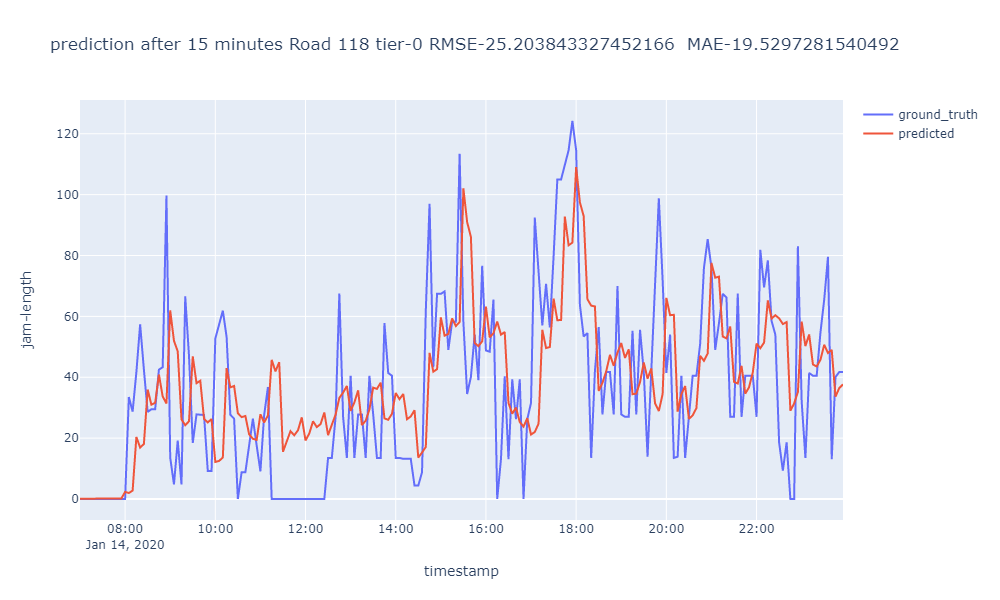 prediction after 15 minutes Road 118 tier-0 RMSE-25.203843327452166  MAE-19.5297281540492
ground_truth
predicted
120
100
80
60
40
20
0
jam-length
08:00
Jan 14, 2020
10:00
12:00
14:00
16:00
18:00
20:00
22:00
timestamp